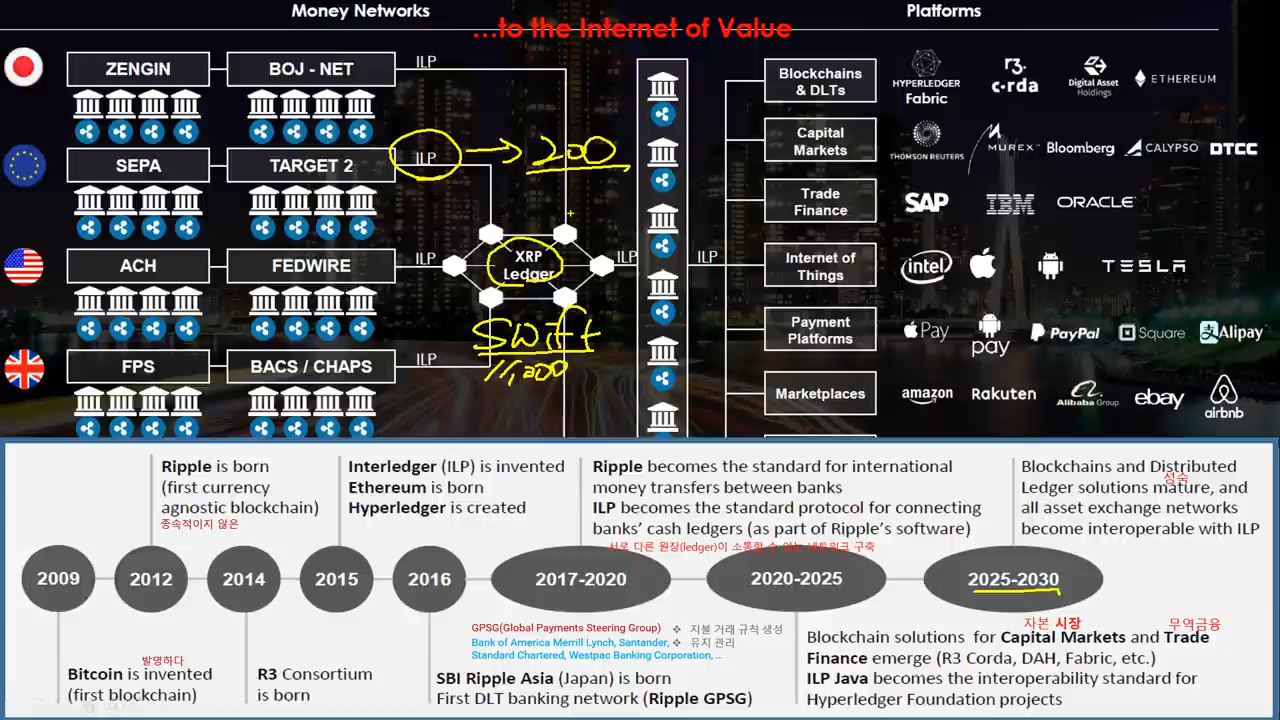 Money Networks
Platforms
...to the Internet of Value
ZENGIN
BOJ - NET
ILP
SEPA
TARGET 2
ILP
200
ACH
FEDWIRE
ILP
XRP
Ledger
ILP
ILP
Swift
11,000
FPS
BACS / CHAPS
ILP
Blockchains
& DLTs
HYPERLEDGER
Fabric
r3.
c·rda
Digital Asset
Holdings
ETHEREUM
Capital
Markets
THOMSON REUTERS
MUREX
Bloomberg
CALYPSO
DTCC
Trade
Finance
SAP
IBM
ORACLE
Internet of
Things
intel
TESLA
Payment
Platforms
Pay
pay
PayPal
Square
Alipay
Marketplaces
amazon
Rakuten
Alibaba Group
ebay
airbnb
Ripple is born
(first currency
agnostic blockchain)
종속적이지 않은
Interledger (ILP) is invented
Ethereum is born
Hyperledger is created
Ripple becomes the standard for international
money transfers between banks
ILP becomes the standard protocol for connecting
banks' cash ledgers (as part of Ripple's software)
서로 다른 원장(ledger)이 소통할 수 있는 네트워크 구축
Blockchains and Distributed
성숙
Ledger solutions mature, and
all asset exchange networks
become interoperable with ILP
2009
2012
2014
2015
2016
2017-2020
2020-2025
2025-2030
발명하다
Bitcoin is invented
(first blockchain)
R3 Consortium
is born
GPSG(Global Payments Steering Group)
Bank of America Merrill Lynch, Santander,
Standard Chartered, Westpac Banking Corporation, ...
❖ 지불 거래 규칙 생성
❖ 유지 관리
SBI Ripple Asia (Japan) is born
First DLT banking network (Ripple GPSG)
자본 시장
무역금융
Blockchain solutions for Capital Markets and Trade
Finance emerge (R3 Corda, DAH, Fabric, etc.)
ILP Java becomes the interoperability standard for
Hyperledger Foundation projects